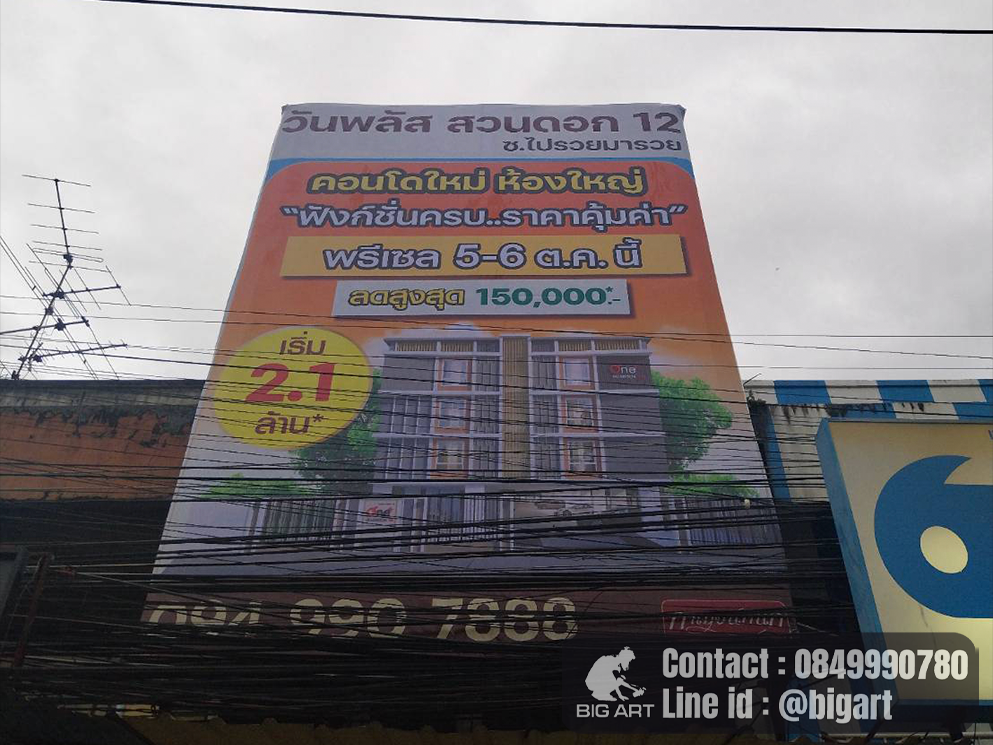 วันพลัส สวนดอก 12
ซ.ไปรวยมารวย
คอนโดใหม่ ห้องใหญ่
“ฟังก์ชั่นครบ..ราคาคุ้มค่า”
พรีเซล 5-6 ต.ค. นี้
ลดสูงสุด 150,000*.-
เริ่ม
2.1
ล้าน*
One
094 990 7888
BIG ART
Contact : 0849990780
Line id : @bigart